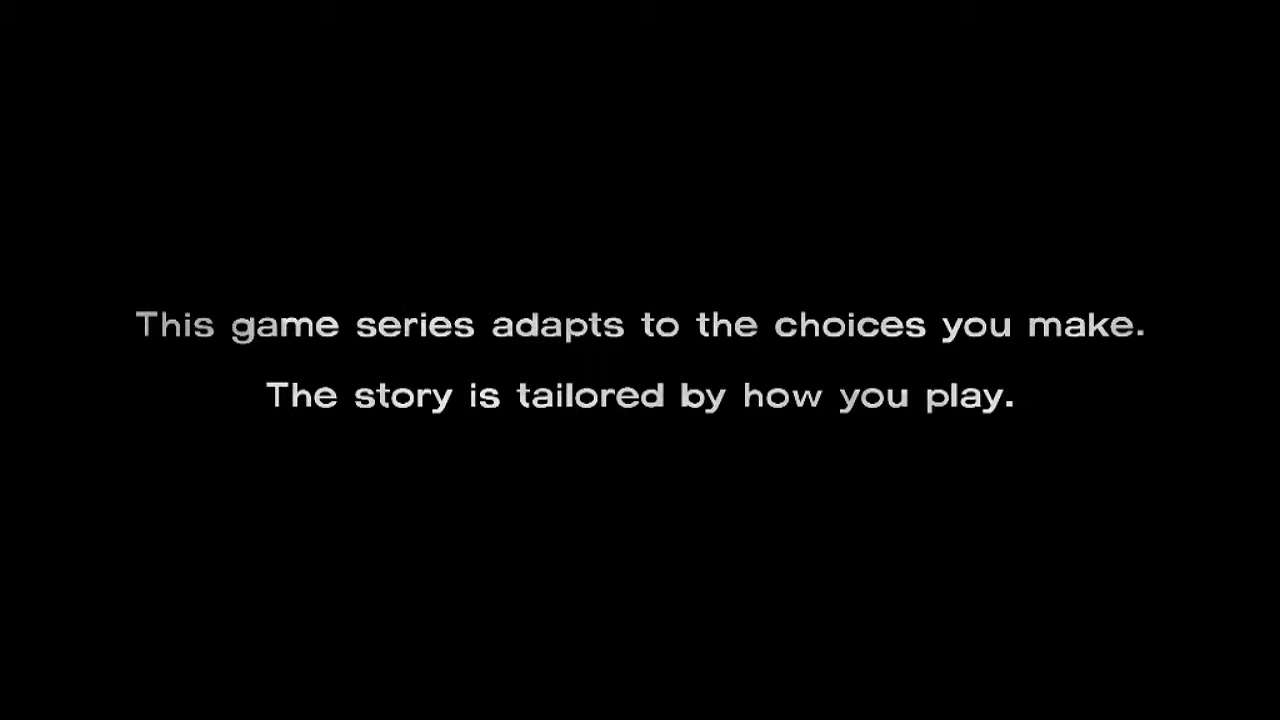 This game series adapts to the choices you make.
The story is tailored by how you play.